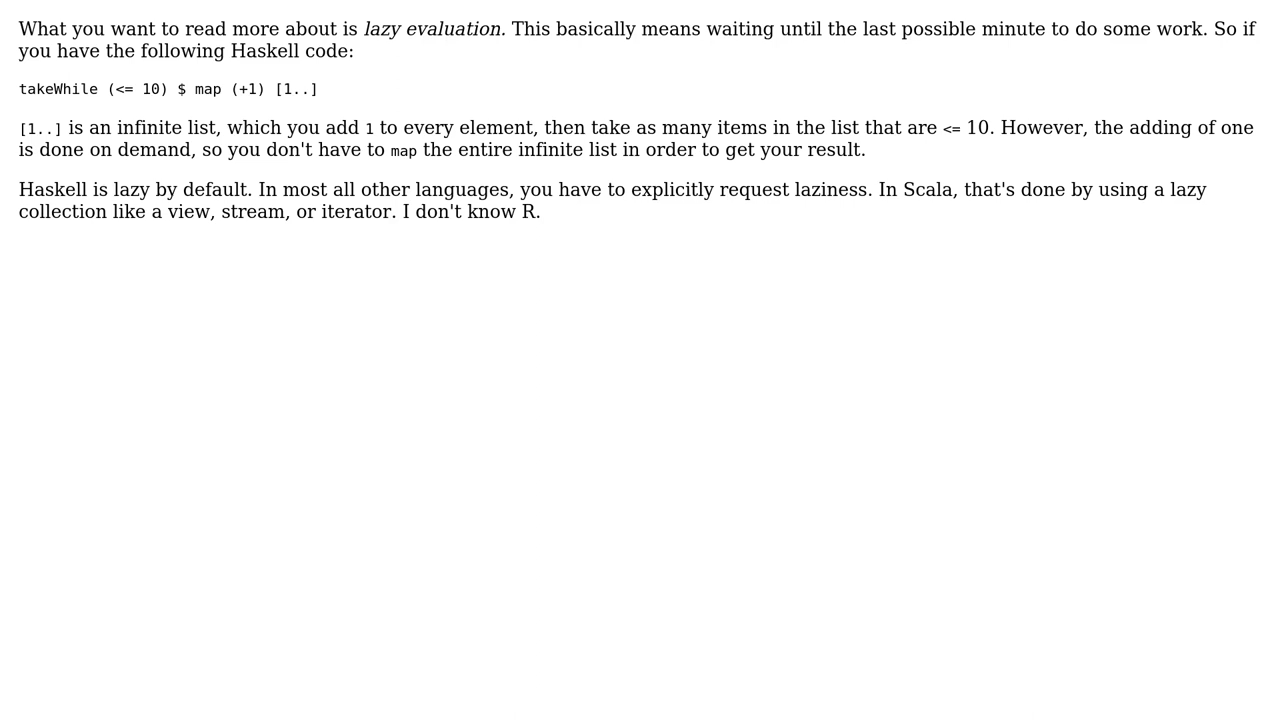 What you want to read more about is lazy evaluation. This basically means waiting until the last possible minute to do some work. So if
you have the following Haskell code:
takeWhile (<= 10) $ map (+1) [1..]
[1..] is an infinite list, which you add 1 to every element, then take as many items in the list that are <= 10. However, the adding of one
is done on demand, so you don't have to map the entire infinite list in order to get your result.
Haskell is lazy by default. In most all other languages, you have to explicitly request laziness. In Scala, that's done by using a lazy
collection like a view, stream, or iterator. I don't know R.